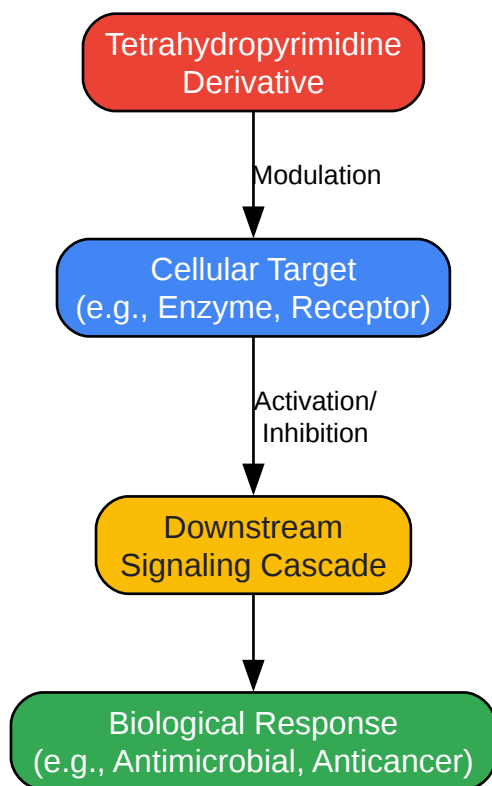 Tetrahydropyrimidine
Derivative
Modulation
Cellular Target
(e.g., Enzyme, Receptor)
Activation/
Inhibition
Downstream
Signaling Cascade
Biological Response
(e.g., Antimicrobial, Anticancer)